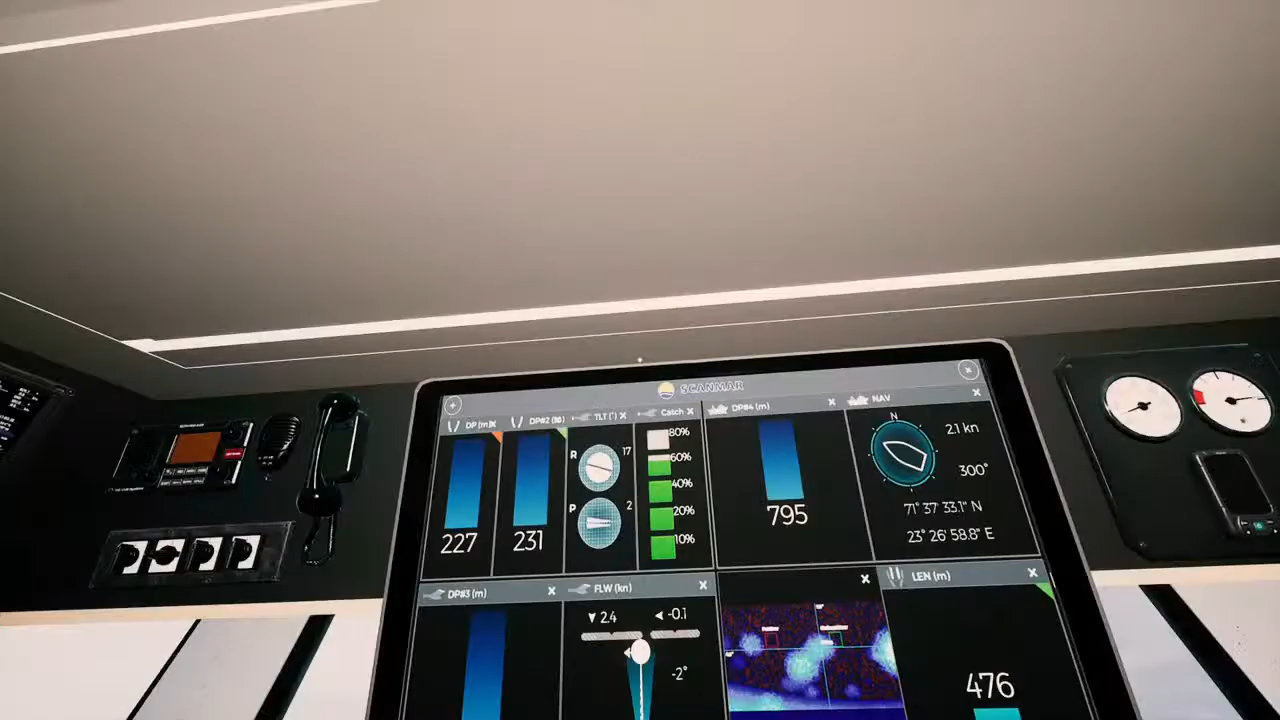 SCANMAR
DP (m)
DP#2
TLT (°)
Catch
DP#4 (m)
NAV
227
231
R
17
P
2
80%
60%
40%
20%
10%
795
N
2.1 kn
300°
71° 37' 33.1" N
23° 26' 58.8" E
DP#3 (m)
FLW (kn)
LEN (m)
2.4
-0.1
-2°
476